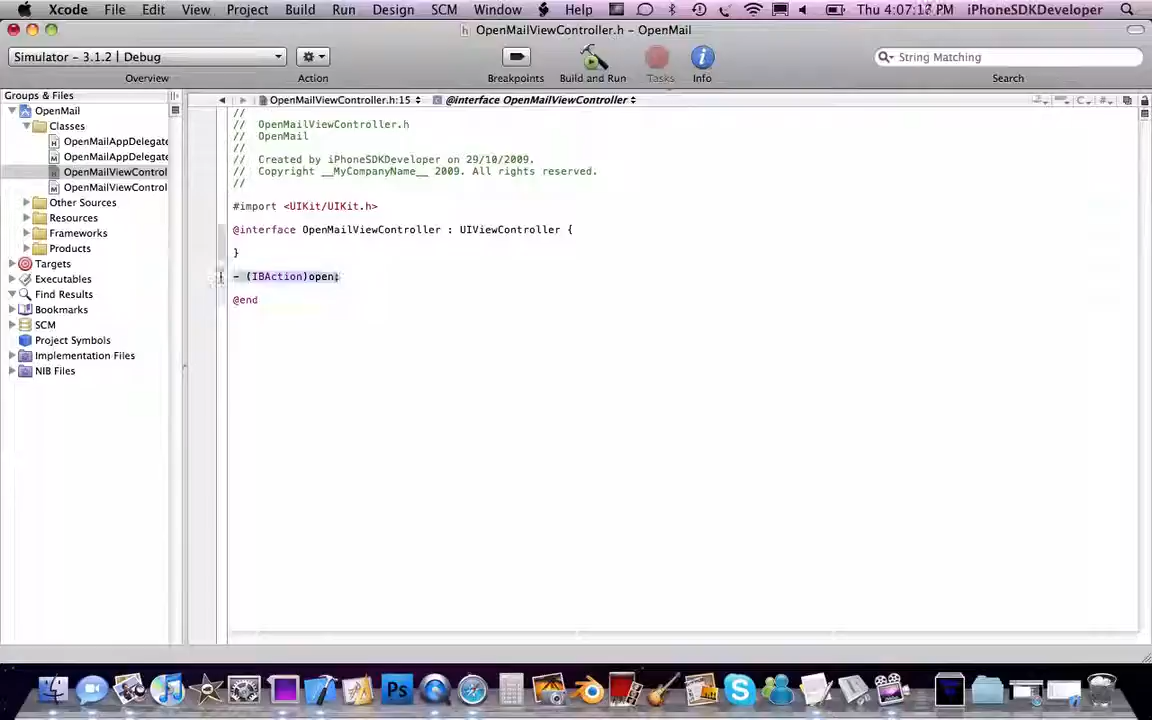 Xcode File Edit View Project Build Run Design SCM Window Help Thu 4:07:13 PM iPhoneSDKDeveloper
OpenMailViewController.h - OpenMail
Simulator - 3.1.2 | Debug
String Matching
Overview Action Breakpoints Build and Run Tasks Info Search
Groups & Files
OpenMailViewController.h:15 @interface OpenMailViewController
OpenMail
Classes
OpenMailAppDelegate
OpenMailAppDelegate
OpenMailViewControl
OpenMailViewControl
Other Sources
Resources
Frameworks
Products
Targets
Executables
Find Results
Bookmarks
SCM
Project Symbols
Implementation Files
NIB Files
//
// OpenMailViewController.h
// OpenMail
//
// Created by iPhoneSDKDeveloper on 29/10/2009.
// Copyright __MyCompanyName__ 2009. All rights reserved.
//
#import <UIKit/UIKit.h>
@interface OpenMailViewController : UIViewController {
}
- (IBAction)open;
@end
Ps